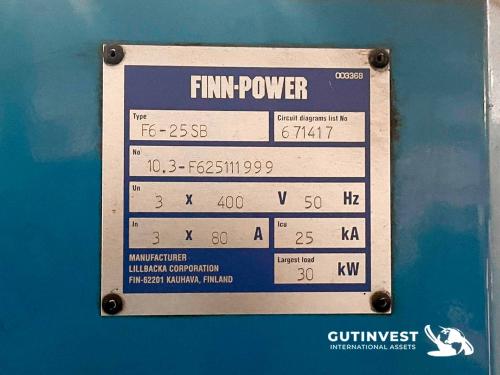 003368
FINN-POWER
Type
Circuit diagrams list No
F6-25SB
671417
No
10.3-F625111999
Un
3 x 400 V 50 Hz
In
Icu
3 x 80 A
25 kA
MANUFACTURER
LILLBACKA CORPORATION
FIN-62201 KAUHAVA, FINLAND
Largest load
30 kW
GUTINVEST
INTERNATIONAL ASSETS